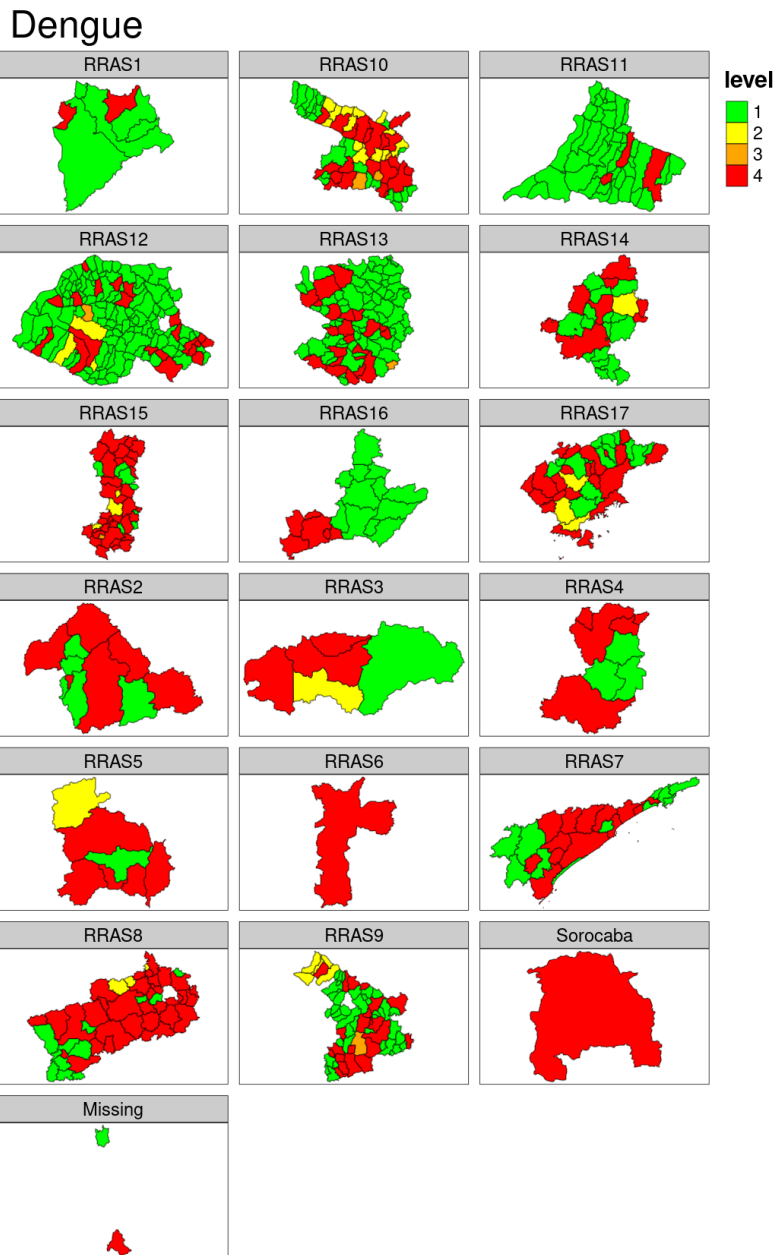 Dengue
RRAS1
RRAS10
RRAS11
level
1
2
3
4
RRAS12
RRAS13
RRAS14
RRAS15
RRAS16
RRAS17
RRAS2
RRAS3
RRAS4
RRAS5
RRAS6
RRAS7
RRAS8
RRAS9
Sorocaba
Missing